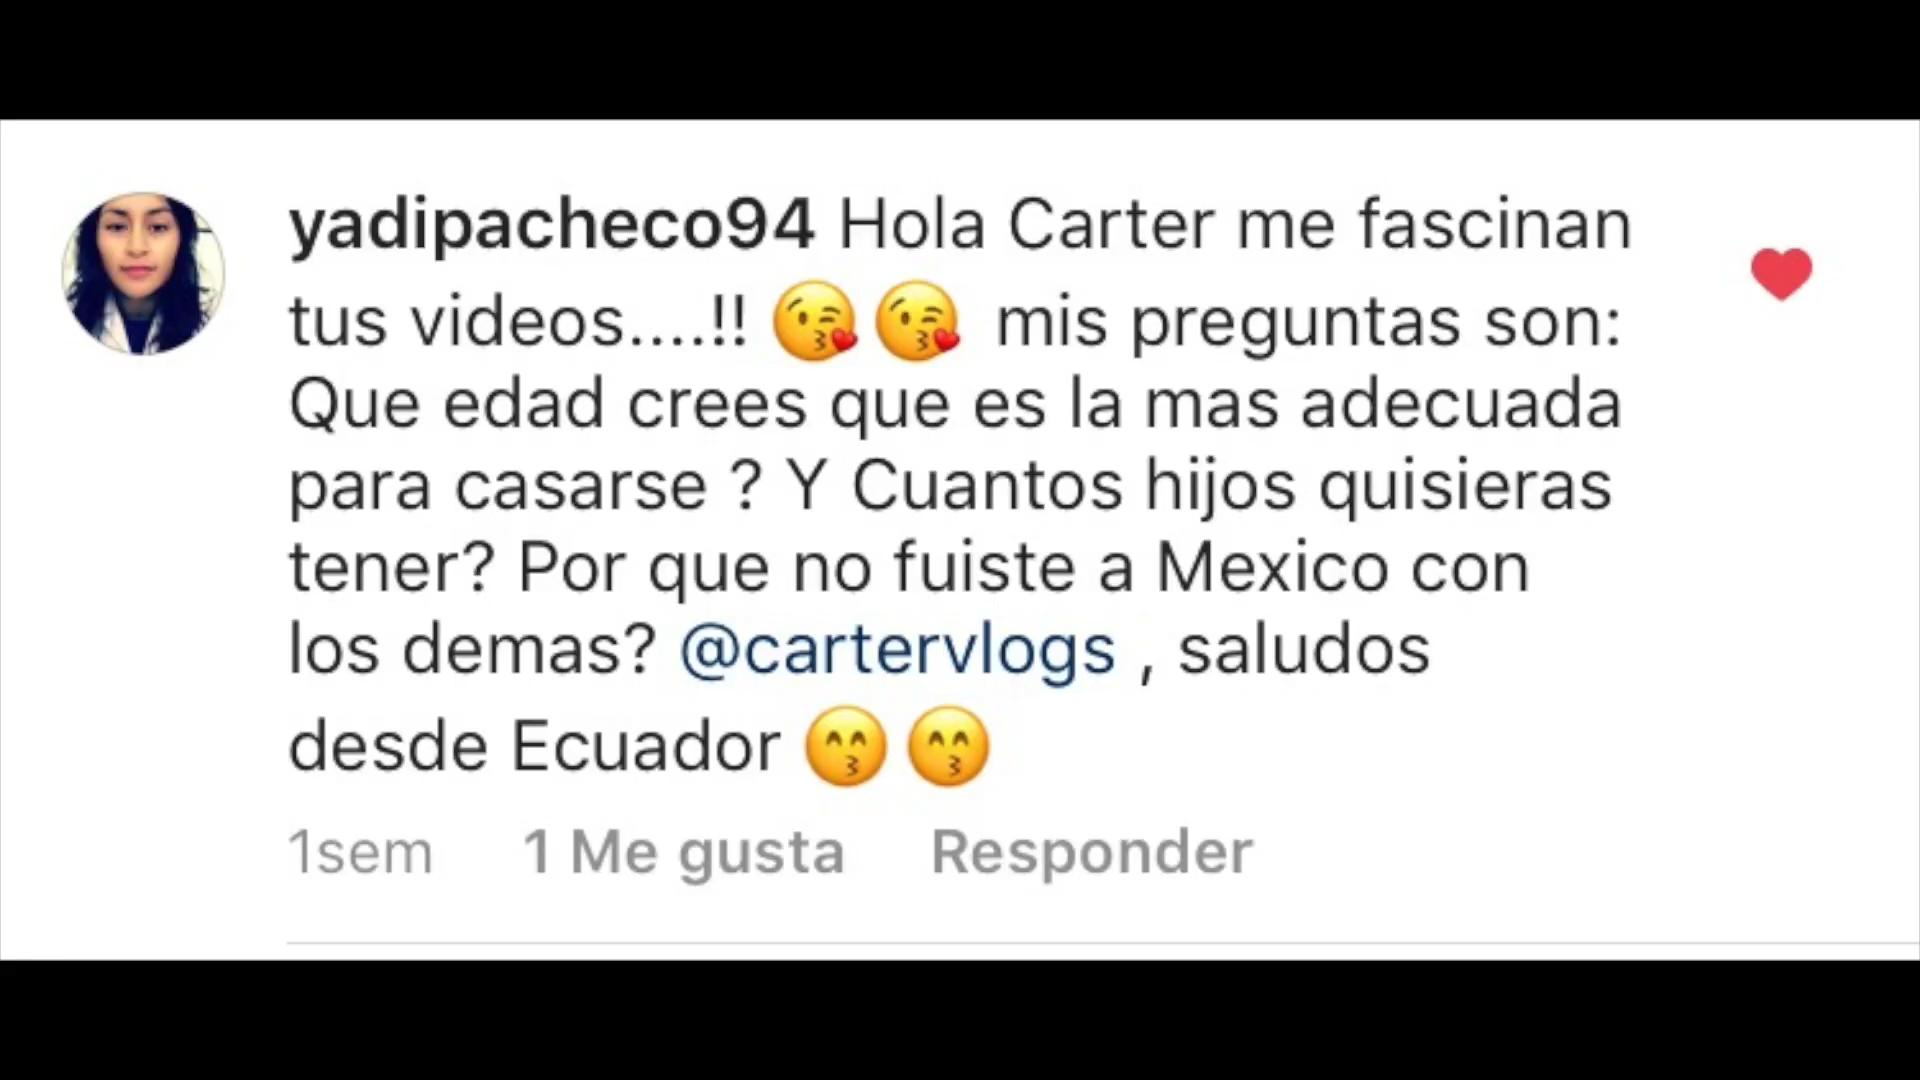 yadipacheco94 Hola Carter me fascinan
tus videos....!! 😘😘 mis preguntas son:
Que edad crees que es la mas adecuada
para casarse ? Y Cuantos hijos quisieras
tener? Por que no fuiste a Mexico con
los demas? @cartervlogs , saludos
desde Ecuador 😙😙
1sem 1 Me gusta Responder